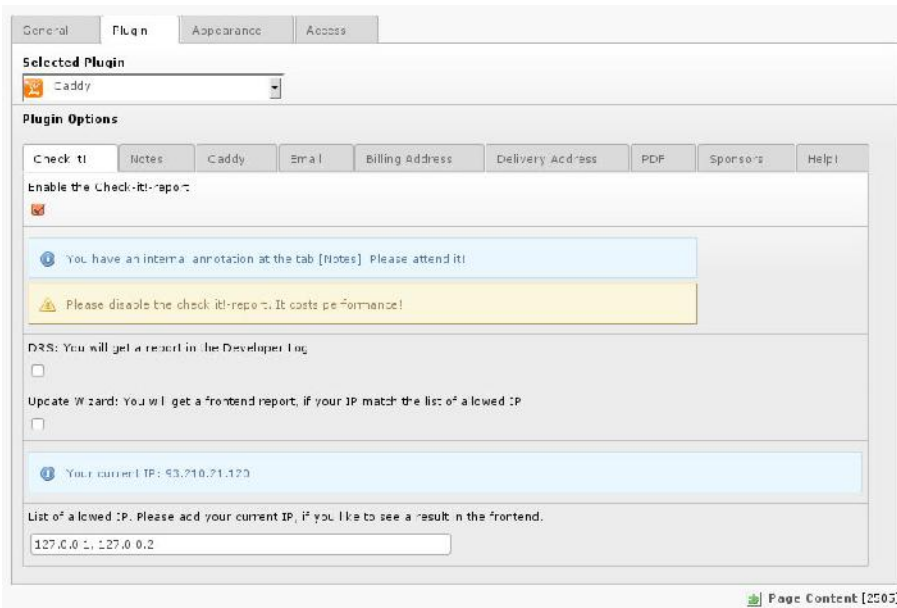 General Plugin Appearance Access
Selected Plugin
Caddy
Plugin Options
Check it! Notes Caddy Email Billing Address Delivery Address PDF Sponsors Help!
Enable the Check-it!-report
You have an internal annotation at the tab [Notes]. Please attend it!
Please disable the check it!-report. It costs performance!
DRS: You will get a report in the Developer Log
Update Wizard: You will get a frontend report, if your IP match the list of allowed IP
Your current IP: 93.210.21.120
List of allowed IP. Please add your current IP, if you like to see a result in the frontend.
127.0.0.1, 127.0.0.2
Page Content [2505]